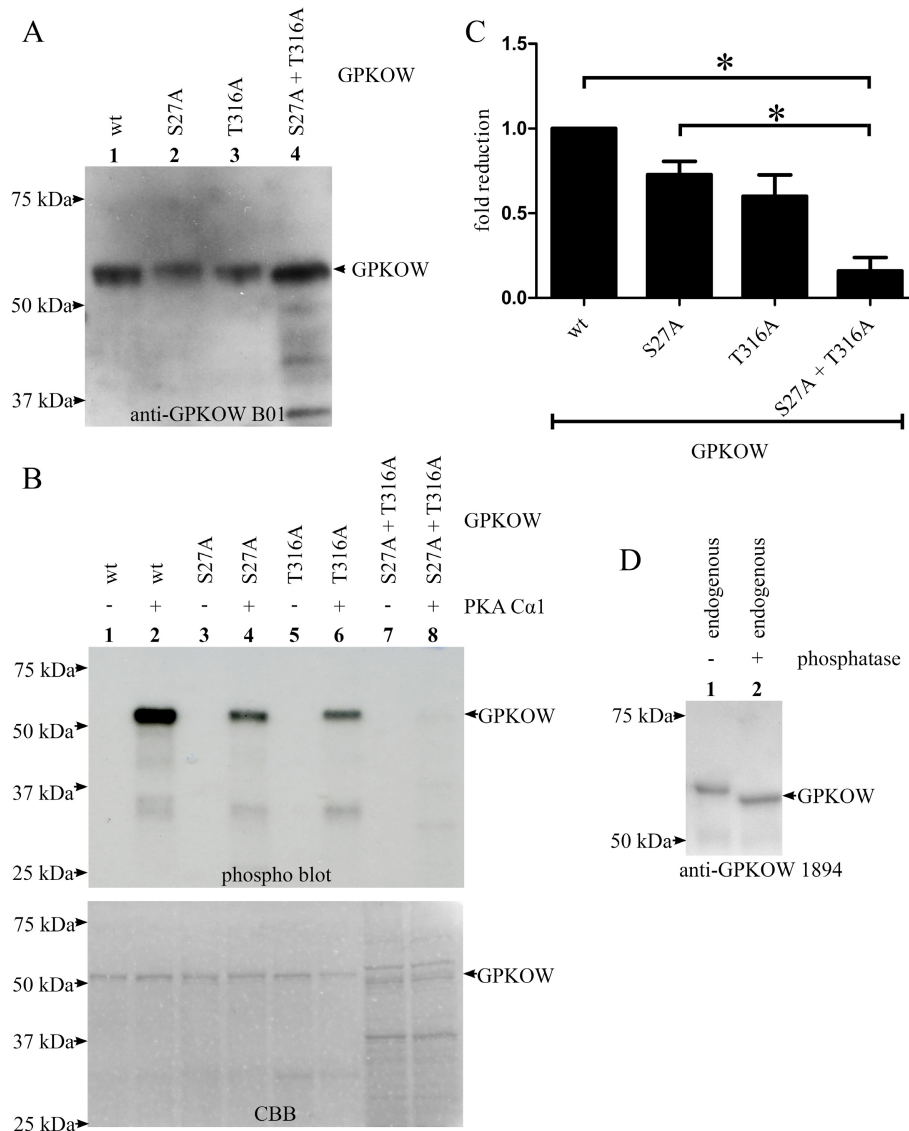 A
wt
S27A
T316A
S27A + T316A
GPKOW
1 2 3 4
75 kDa
GPKOW
50 kDa
37 kDa
anti-GPKOW B01
C
fold reduction
1.5
1.0
0.5
0.0
*
*
wt
S27A
T316A
S27A + T316A
GPKOW
B
wt
wt
S27A
S27A
T316A
T316A
S27A + T316A
S27A + T316A
GPKOW
- + - + - + - + PKA Cα1
1 2 3 4 5 6 7 8
75 kDa
GPKOW
50 kDa
37 kDa
25 kDa
phospho blot
75 kDa
GPKOW
50 kDa
37 kDa
25 kDa
CBB
D
endogenous
endogenous
- + phosphatase
1 2
75 kDa
GPKOW
50 kDa
anti-GPKOW 1894